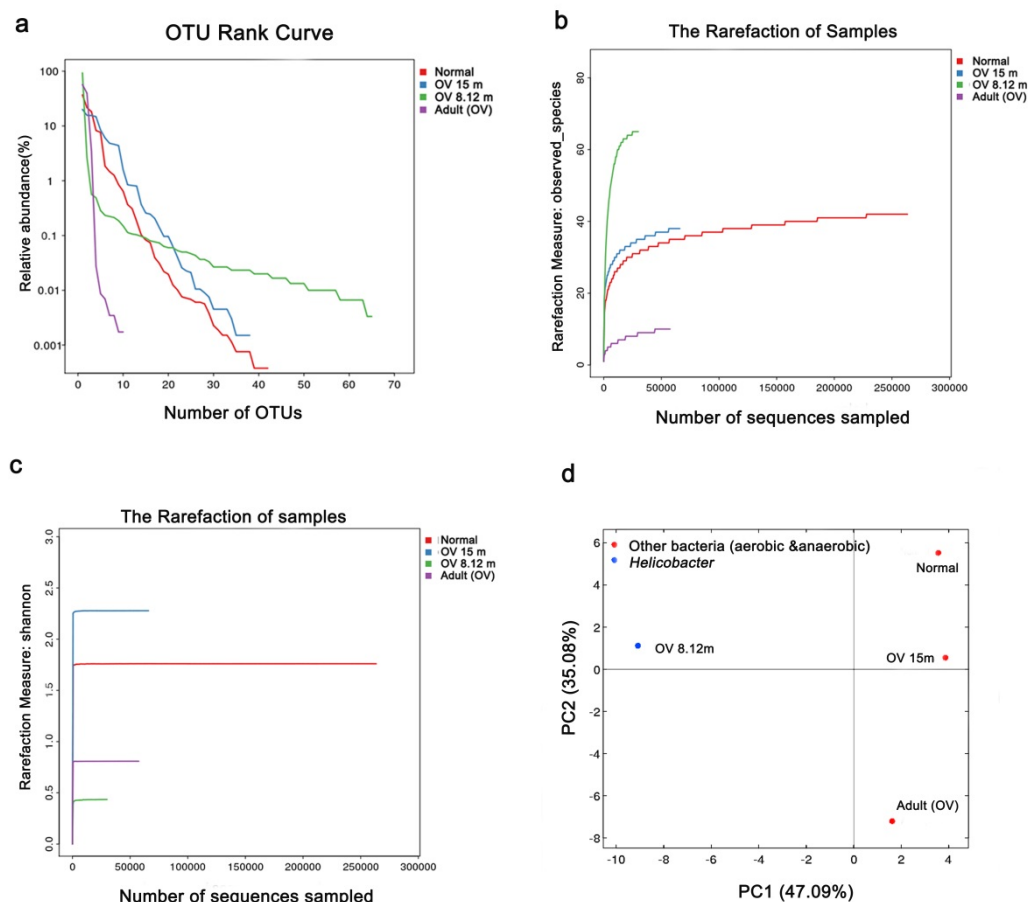 a
OTU Rank Curve
Normal
OV 15 m
OV 8.12 m
Adult (OV)
Relative abundance(%)
100
10
1
0.1
0.01
0.001
0
10
20
30
40
50
60
70
Number of OTUs
b
The Rarefaction of Samples
Normal
OV 15 m
OV 8.12 m
Adult (OV)
Rarefaction Measure: observed_species
80
60
40
20
0
0
50000
100000
150000
200000
250000
300000
Number of sequences sampled
c
The Rarefaction of samples
Normal
OV 15 m
OV 8.12 m
Adult (OV)
Rarefaction Measure: shannon
3.0
2.5
2.0
1.5
1.0
0.5
0.0
0
50000
100000
150000
200000
250000
300000
Number of sequences sampled
d
Other bacteria (aerobic &anaerobic)
Helicobacter
Normal
OV 8.12m
OV 15m
Adult (OV)
PC2 (35.08%)
6
4
2
0
-2
-4
-6
-8
-10
-8
-6
-4
-2
0
2
4
PC1 (47.09%)